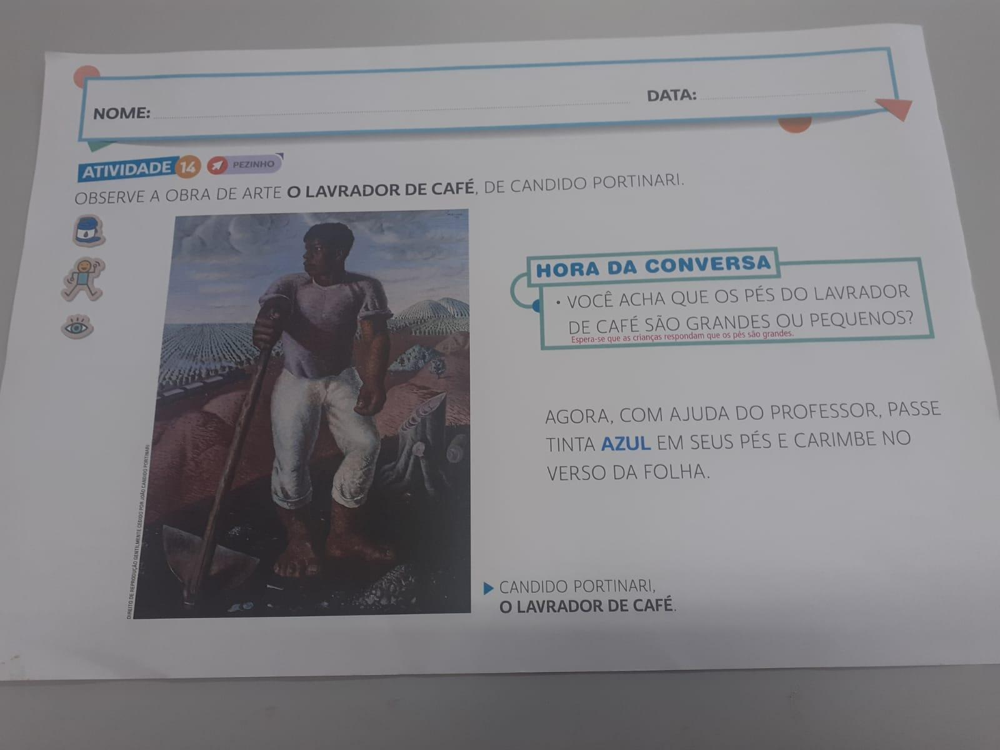 NOME:
DATA:
ATIVIDADE 14 PEZINHO
OBSERVE A OBRA DE ARTE O LAVRADOR DE CAFÉ, DE CANDIDO PORTINARI.
HORA DA CONVERSA
• VOCÊ ACHA QUE OS PÉS DO LAVRADOR
DE CAFÉ SÃO GRANDES OU PEQUENOS?
Espera-se que as crianças respondam que os pés são grandes.
AGORA, COM AJUDA DO PROFESSOR, PASSE
TINTA AZUL EM SEUS PÉS E CARIMBE NO
VERSO DA FOLHA.
DIREITO DE REPRODUÇÃO GENTILMENTE CEDIDO POR JOÃO CANDIDO PORTINARI
CANDIDO PORTINARI,
O LAVRADOR DE CAFÉ.